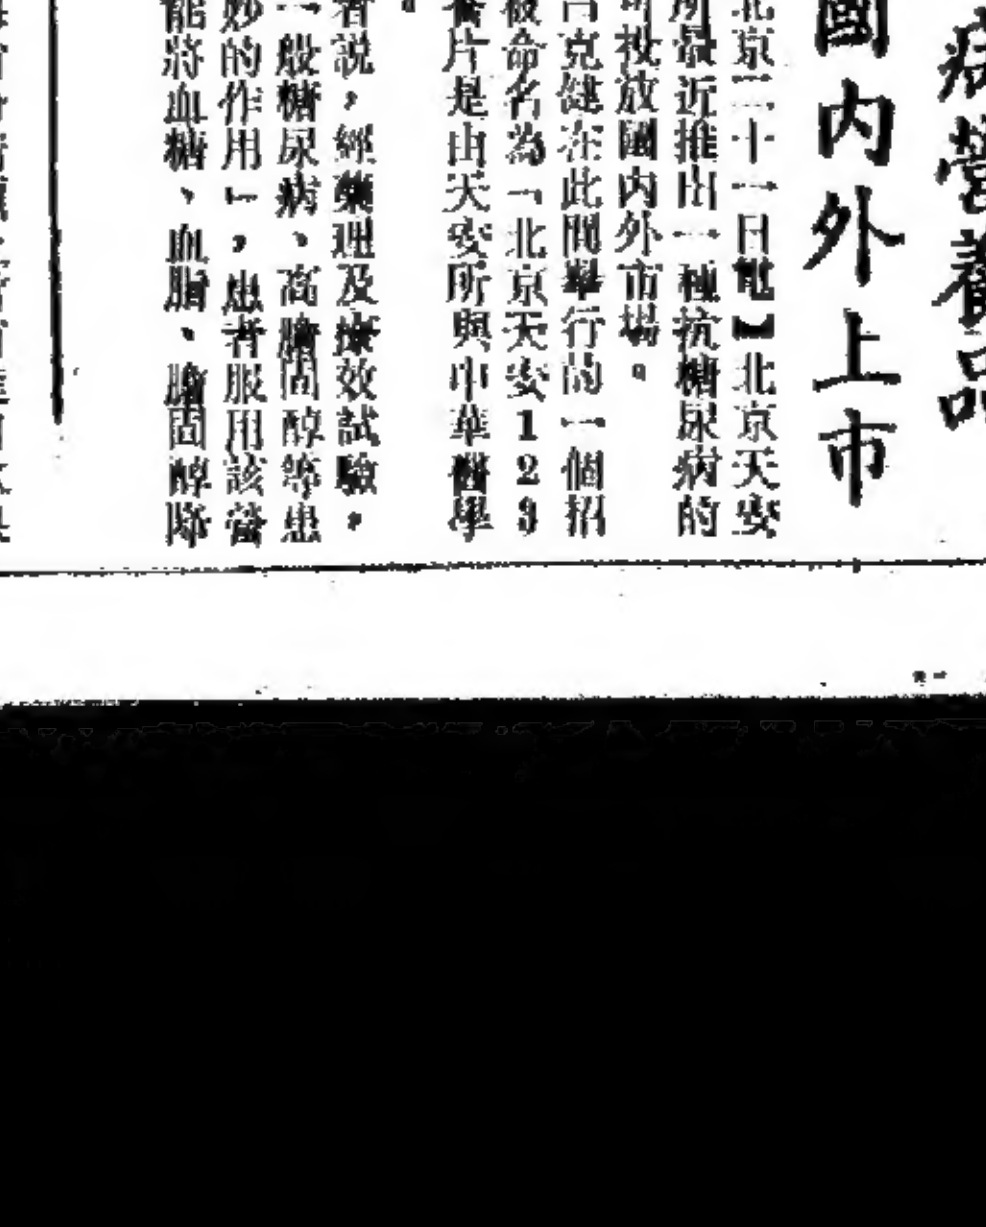 病營養品
國內外上市
北京二十一日電】北京天安
所最近推出一種抗糖尿病的
可投放國內外市場。
白克健在此間舉行的一個招
被命名為「北京天安123
養片是由天安所與中華醫學
。
者說，經藥理及療效試驗，
一般糖尿病、高膽固醇等患
妙的作用」，患者服用該營
能將血糖、血脂、膽固醇降